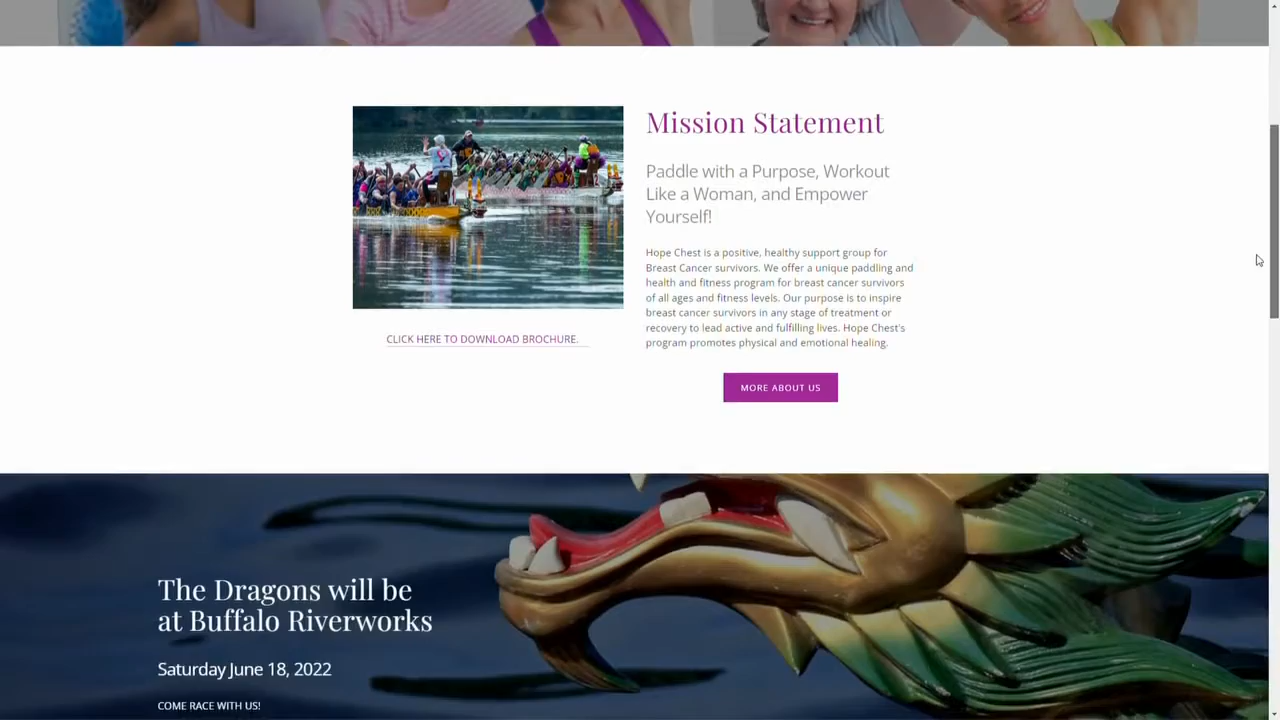 Mission Statement
Paddle with a Purpose, Workout
Like a Woman, and Empower
Yourself!
Hope Chest is a positive, healthy support group for
Breast Cancer survivors. We offer a unique paddling and
health and fitness program for breast cancer survivors
of all ages and fitness levels. Our purpose is to inspire
breast cancer survivors in any stage of treatment or
recovery to lead active and fulfilling lives. Hope Chest's
program promotes physical and emotional healing.
CLICK HERE TO DOWNLOAD BROCHURE.
MORE ABOUT US
The Dragons will be
at Buffalo Riverworks
Saturday June 18, 2022
COME RACE WITH US!